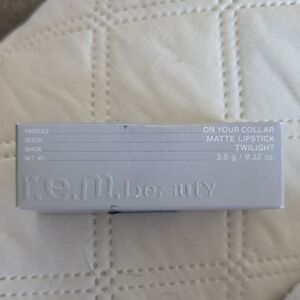 PRODUCT ON YOUR COLLAR
DESCR. MATTE LIPSTICK
SHADE TWILIGHT
NET WT. 3.5 g / 0.12 oz.
r.e.m.beauty